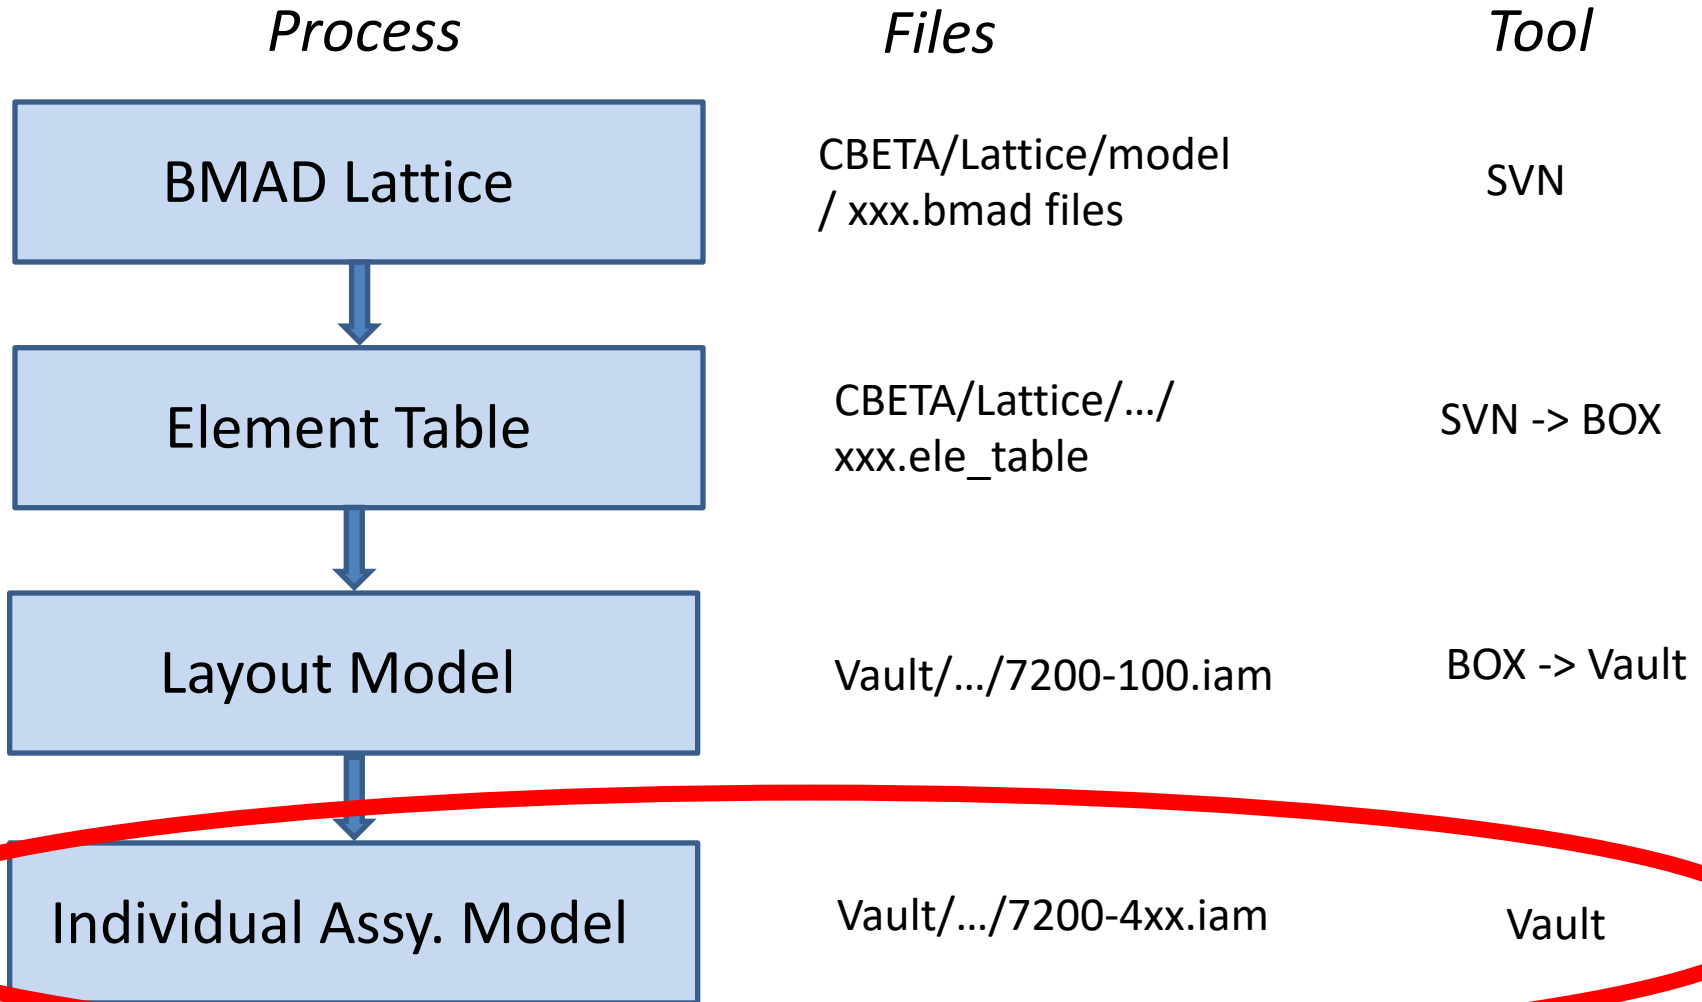 Process Files Tool
BMAD Lattice
CBETA/Lattice/model
/ xxx.bmad files
SVN
Element Table
CBETA/Lattice/.../
xxx.ele_table
SVN -> BOX
Layout Model
Vault/.../7200-100.iam
BOX -> Vault
Individual Assy. Model
Vault/.../7200-4xx.iam
Vault